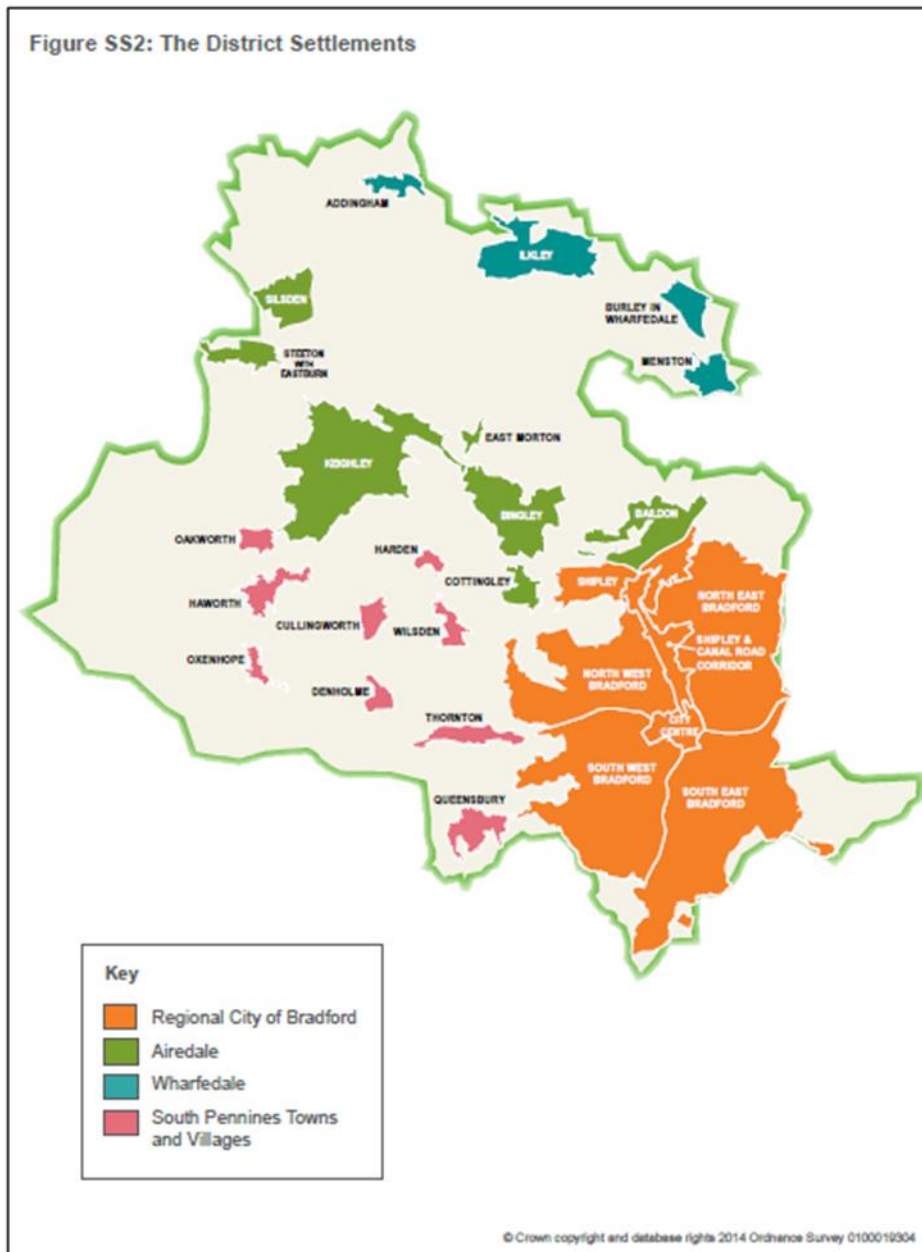 Figure SS2: The District Settlements
ADDINGHAM
ILKLEY
SILSDEN
BURLEY IN
WHARFEDALE
STEETON
WITH
EASTBURN
MENSTON
EAST MORTON
KEIGHLEY
BINGLEY
BAILDON
OAKWORTH
HARDEN
COTTINGLEY
SHIPLEY
HAWORTH
NORTH EAST
BRADFORD
CULLINGWORTH
WILSDEN
SHIPLEY &
CANAL ROAD
CORRIDOR
OXENHOPE
NORTH WEST
BRADFORD
DENHOLME
THORNTON
CITY
CENTRE
SOUTH WEST
BRADFORD
QUEENSBURY
SOUTH EAST
BRADFORD
Key
Regional City of Bradford
Airedale
Wharfedale
South Pennines Towns
and Villages
© Crown copyright and database rights 2014 Ordnance Survey 0100019304